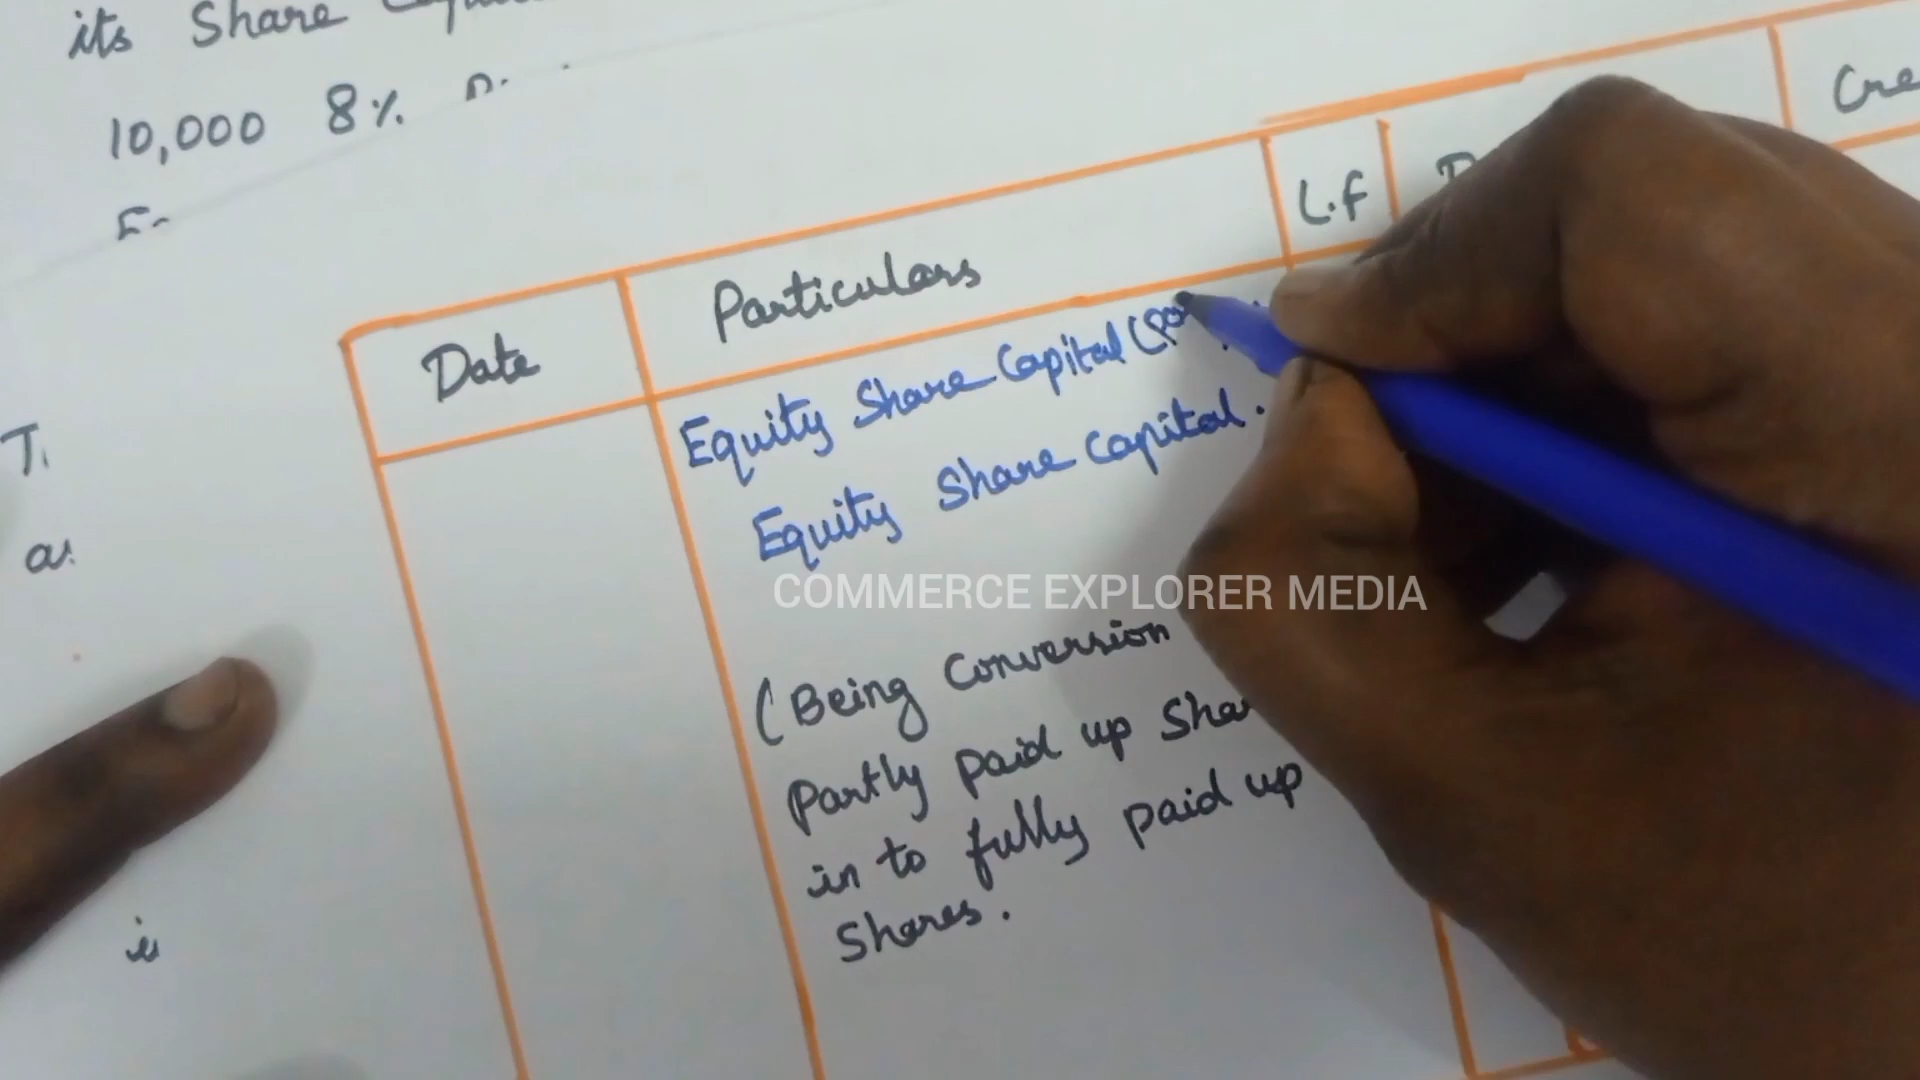 its Share
10,000 8%
Date
Particulars
L.F
Equity Share Capital
Equity Share Capital.
COMMERCE EXPLORER MEDIA
(Being Conversion
Partly paid up
in to fully paid up
Shares.